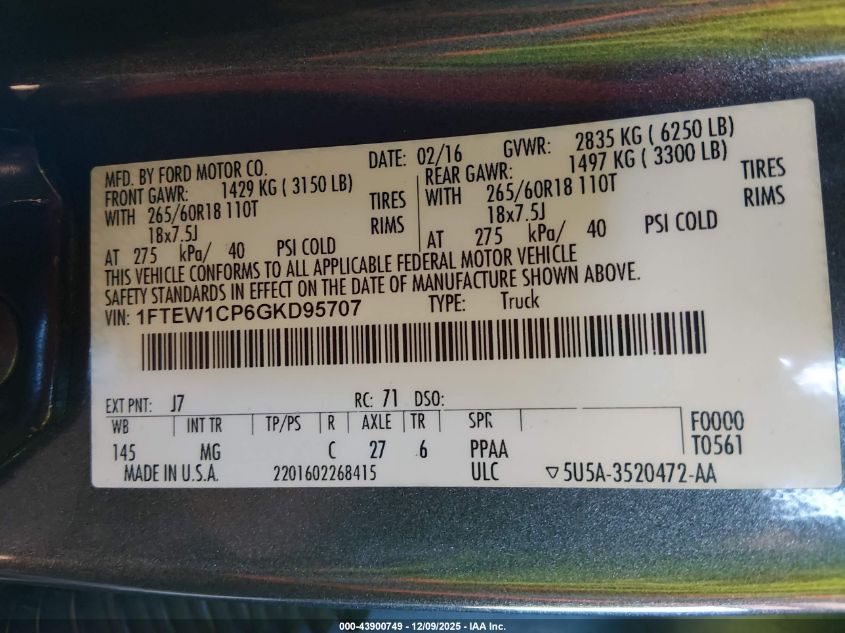 MFD. BY FORD MOTOR CO. DATE: 02/16 GVWR: 2835 KG ( 6250 LB)
FRONT GAWR: 1429 KG ( 3150 LB) REAR GAWR: 1497 KG ( 3300 LB)
WITH 265/60R18 110T TIRES WITH 265/60R18 110T TIRES
18x7.5J RIMS 18x7.5J RIMS
AT 275 kPa/ 40 PSI COLD AT 275 kPa/ 40 PSI COLD
THIS VEHICLE CONFORMS TO ALL APPLICABLE FEDERAL MOTOR VEHICLE
SAFETY STANDARDS IN EFFECT ON THE DATE OF MANUFACTURE SHOWN ABOVE.
VIN: 1FTEW1CP6GKD95707 TYPE: Truck
EXT PNT: J7 RC: 71 DSO:
WB INT TR TP/PS R AXLE TR SPR F0000
145 MG C 27 6 PPAA T0561
MADE IN U.S.A. 2201602268415 ULC ▽5U5A-3520472-AA
000-43900749 - 12/09/2025 - IAA Inc.